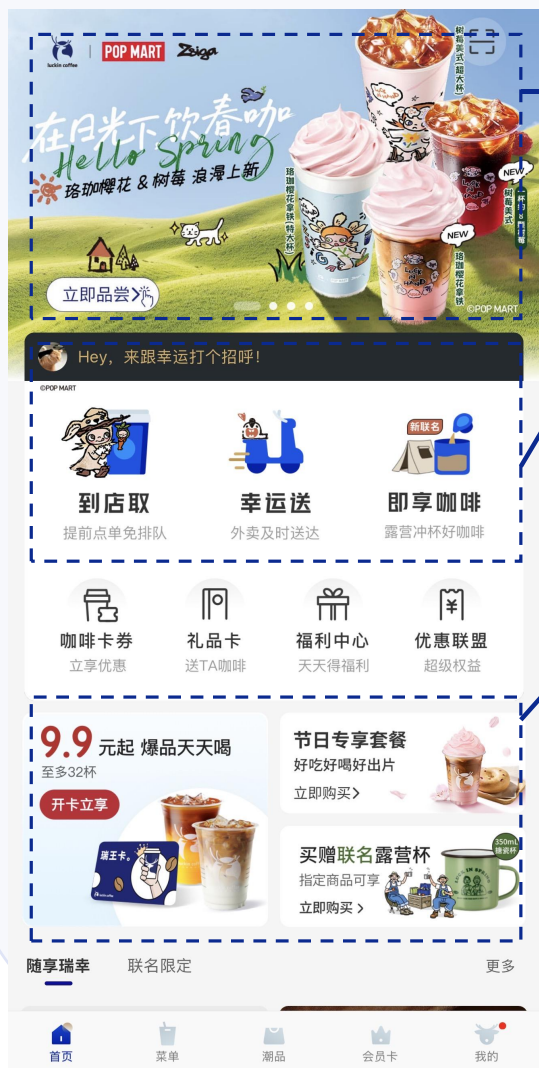 luckin coffee
POP MART
Zsiga
在日光下饮春咖
Hello Spring
珞珈樱花 & 树莓 浪漫上新
立即品尝
树莓美式(超大杯)
珞珈樱花拿铁(特大杯)
NEW
树莓美式
NEW
珞珈樱花拿铁
©POP MART
Hey，来跟幸运打个招呼！
©POP MART
到店取
提前点单免排队
幸运送
外卖及时送达
新联名
即享咖啡
露营冲杯好咖啡
咖啡卡券
立享优惠
礼品卡
送TA咖啡
福利中心
天天得福利
优惠联盟
超级权益
9.9 元起 爆品天天喝
至多32杯
开卡立享
瑞王卡。
luckin coffee
节日专享套餐
好吃好喝好出片
立即购买>
买赠联名露营杯
指定商品可享
立即购买>
350mL
搪瓷杯
随享瑞幸
联名限定
更多
首页
菜单
潮品
会员卡
我的